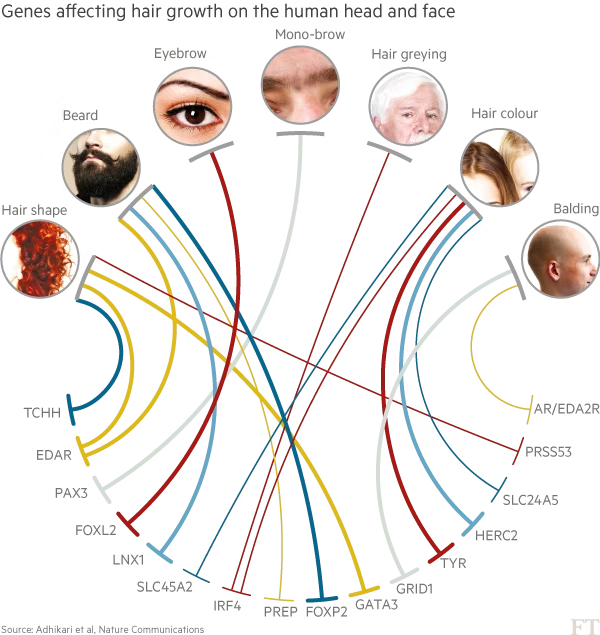 Genes affecting hair growth on the human head and face
Mono-brow
Eyebrow
Hair greying
Beard
Hair colour
Hair shape
Balding
TCHH
AR/EDA2R
EDAR
PRSS53
PAX3
SLC24A5
FOXL2
HERC2
LNX1
TYR
SLC45A2
GRID1
IRF4
PREP
FOXP2
GATA3
Source: Adhikari et al, Nature Communications
FT